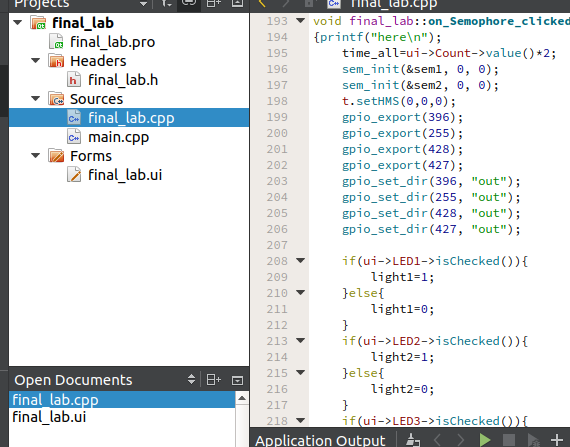 Projects
final_lab
final_lab.pro
Headers
final_lab.h
Sources
final_lab.cpp
main.cpp
Forms
final_lab.ui
Open Documents
final_lab.cpp
final_lab.ui
final_lab.cpp
193 void final_lab::on_Semophore_clicked
194 {printf("here\n");
195 time_all=ui->Count->value()*2;
196 sem_init(&sem1, 0, 0);
197 sem_init(&sem2, 0, 0);
198 t.setHMS(0,0,0);
199 gpio_export(396);
200 gpio_export(255);
201 gpio_export(428);
202 gpio_export(427);
203 gpio_set_dir(396, "out");
204 gpio_set_dir(255, "out");
205 gpio_set_dir(428, "out");
206 gpio_set_dir(427, "out");
207
208 if(ui->LED1->isChecked()){
209 light1=1;
210 }else{
211 light1=0;
212 }
213 if(ui->LED2->isChecked()){
214 light2=1;
215 }else{
216 light2=0;
217 }
218 if(ui->LED3->isChecked()){
Application Output